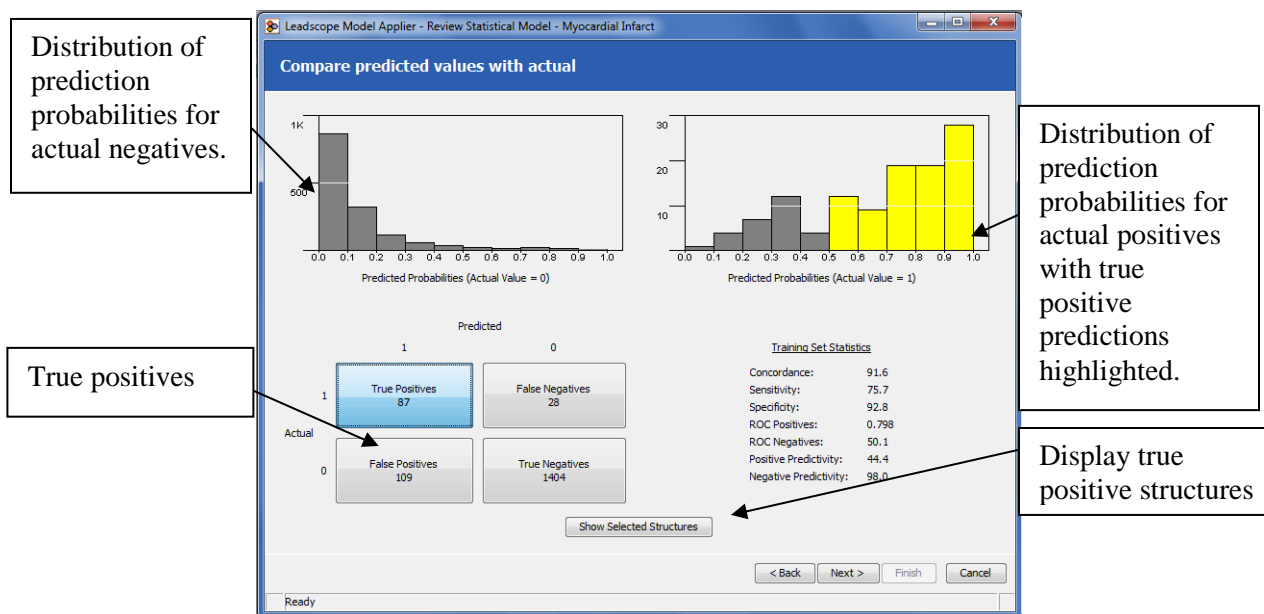 Distribution of
prediction
probabilities for
actual negatives.
True positives
Leadscope Model Applier - Review Statistical Model - Myocardial Infarct
Compare predicted values with actual
1K
500
0.0 0.1 0.2 0.3 0.4 0.5 0.6 0.7 0.8 0.9 1.0
Predicted Probabilities (Actual Value = 0)
30
20
10
0.0 0.1 0.2 0.3 0.4 0.5 0.6 0.7 0.8 0.9 1.0
Predicted Probabilities (Actual Value = 1)
Predicted
1 0
Actual
1
True Positives
87
False Negatives
28
0
False Positives
109
True Negatives
1404
Training Set Statistics
Concordance: 91.6
Sensitivity: 75.7
Specificity: 92.8
ROC Positives: 0.798
ROC Negatives: 50.1
Positive Predictivity: 44.4
Negative Predictivity: 98.0
Show Selected Structures
< Back Next > Finish Cancel
Ready
Distribution of
prediction
probabilities for
actual positives
with true
positive
predictions
highlighted.
Display true
positive structures